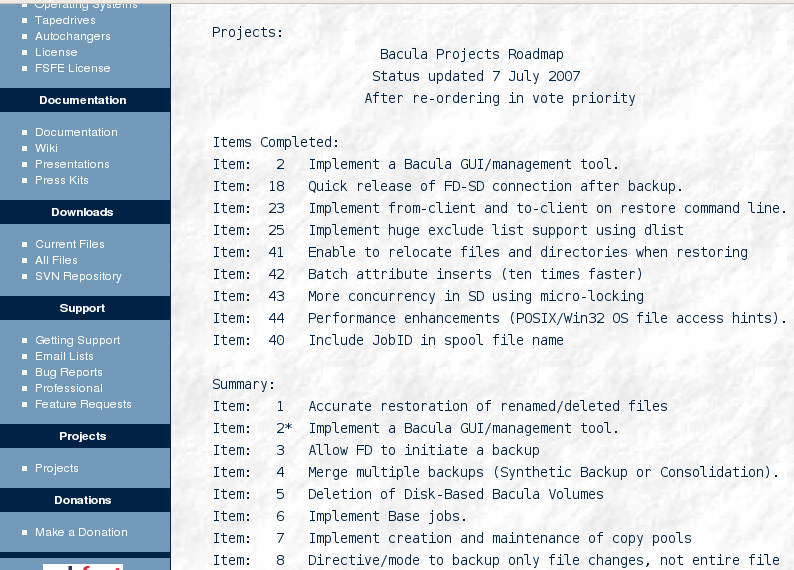 Operating Systems
Tapedrives
Autochangers
License
FSFE License
Documentation
Documentation
Wiki
Presentations
Press Kits
Downloads
Current Files
All Files
SVN Repository
Support
Getting Support
Email Lists
Bug Reports
Professional
Feature Requests
Projects
Projects
Donations
Make a Donation
Projects:
Bacula Projects Roadmap
Status updated 7 July 2007
After re-ordering in vote priority
Items Completed:
Item: 2 Implement a Bacula GUI/management tool.
Item: 18 Quick release of FD-SD connection after backup.
Item: 23 Implement from-client and to-client on restore command line.
Item: 25 Implement huge exclude list support using dlist
Item: 41 Enable to relocate files and directories when restoring
Item: 42 Batch attribute inserts (ten times faster)
Item: 43 More concurrency in SD using micro-locking
Item: 44 Performance enhancements (POSIX/Win32 OS file access hints).
Item: 40 Include JobID in spool file name
Summary:
Item: 1 Accurate restoration of renamed/deleted files
Item: 2* Implement a Bacula GUI/management tool.
Item: 3 Allow FD to initiate a backup
Item: 4 Merge multiple backups (Synthetic Backup or Consolidation).
Item: 5 Deletion of Disk-Based Bacula Volumes
Item: 6 Implement Base jobs.
Item: 7 Implement creation and maintenance of copy pools
Item: 8 Directive/mode to backup only file changes, not entire file